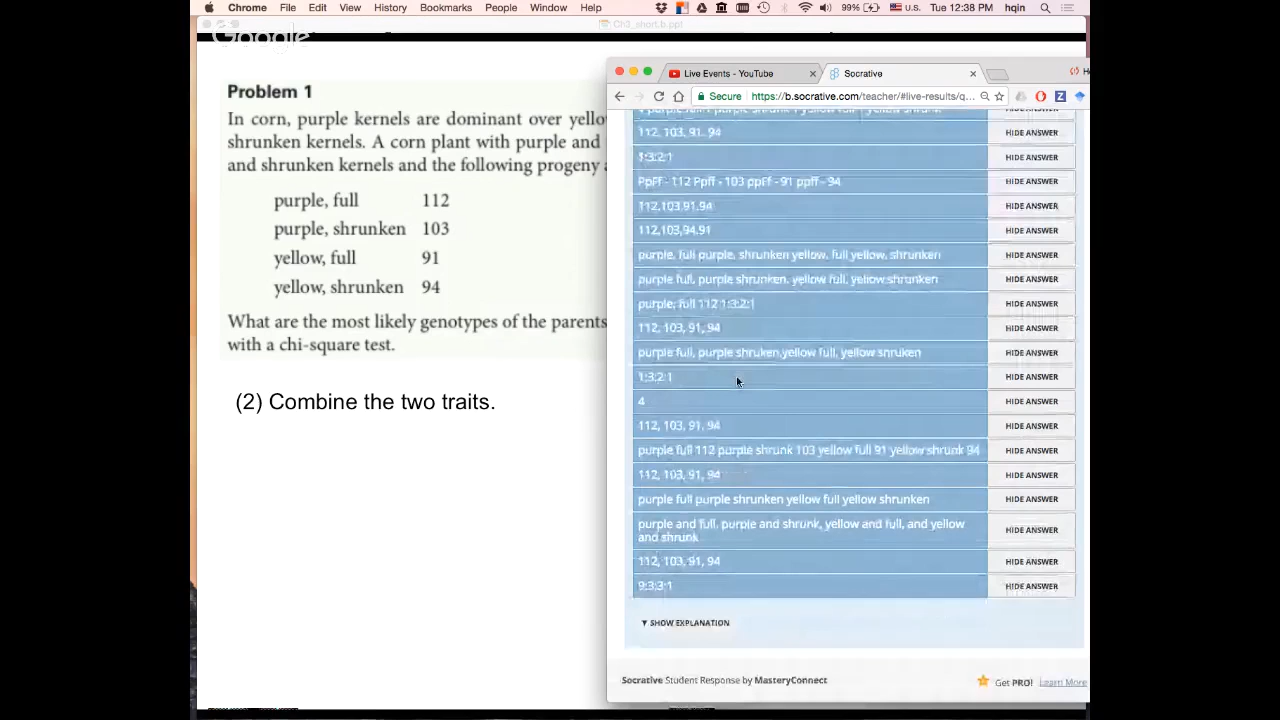 Chrome File Edit View History Bookmarks People Window Help 99% U.S. Tue 12:38 PM hqin
Ch3_short.b.ppt
Google
Problem 1
In corn, purple kernels are dominant over yello
shrunken kernels. A corn plant with purple and
and shrunken kernels and the following progeny a
purple, full 112
purple, shrunken 103
yellow, full 91
yellow, shrunken 94
What are the most likely genotypes of the parents
with a chi-square test.
(2) Combine the two traits.
Live Events - YouTube
Socrative
Secure https://b.socrative.com/teacher/#live-results/q...
HIDE ANSWER
112, 103, 91, 94 HIDE ANSWER
1:3:2:1 HIDE ANSWER
PpFf - 112 Ppff - 103 ppFf - 91 ppff - 94 HIDE ANSWER
112,103,91,94 HIDE ANSWER
112,103,94,91 HIDE ANSWER
purple, full purple, shrunken yellow, full yellow, shrunken HIDE ANSWER
purple full, purple shrunken, yellow full, yellow shrunken HIDE ANSWER
purple, full 112 1:3:2:1 HIDE ANSWER
112, 103, 91, 94 HIDE ANSWER
purple full, purple shruken,yellow full, yellow shruken HIDE ANSWER
1:3:2:1 HIDE ANSWER
4 HIDE ANSWER
112, 103, 91, 94 HIDE ANSWER
purple full 112 purple shrunk 103 yellow full 91 yellow shrunk 94 HIDE ANSWER
112, 103, 91, 94 HIDE ANSWER
purple full purple shrunken yellow full yellow shrunken HIDE ANSWER
purple and full, purple and shrunk, yellow and full, and yellow
and shrunk HIDE ANSWER
112, 103, 91, 94 HIDE ANSWER
9:3:3:1 HIDE ANSWER
▼ SHOW EXPLANATION
Socrative Student Response by MasteryConnect
Get PRO! Learn More